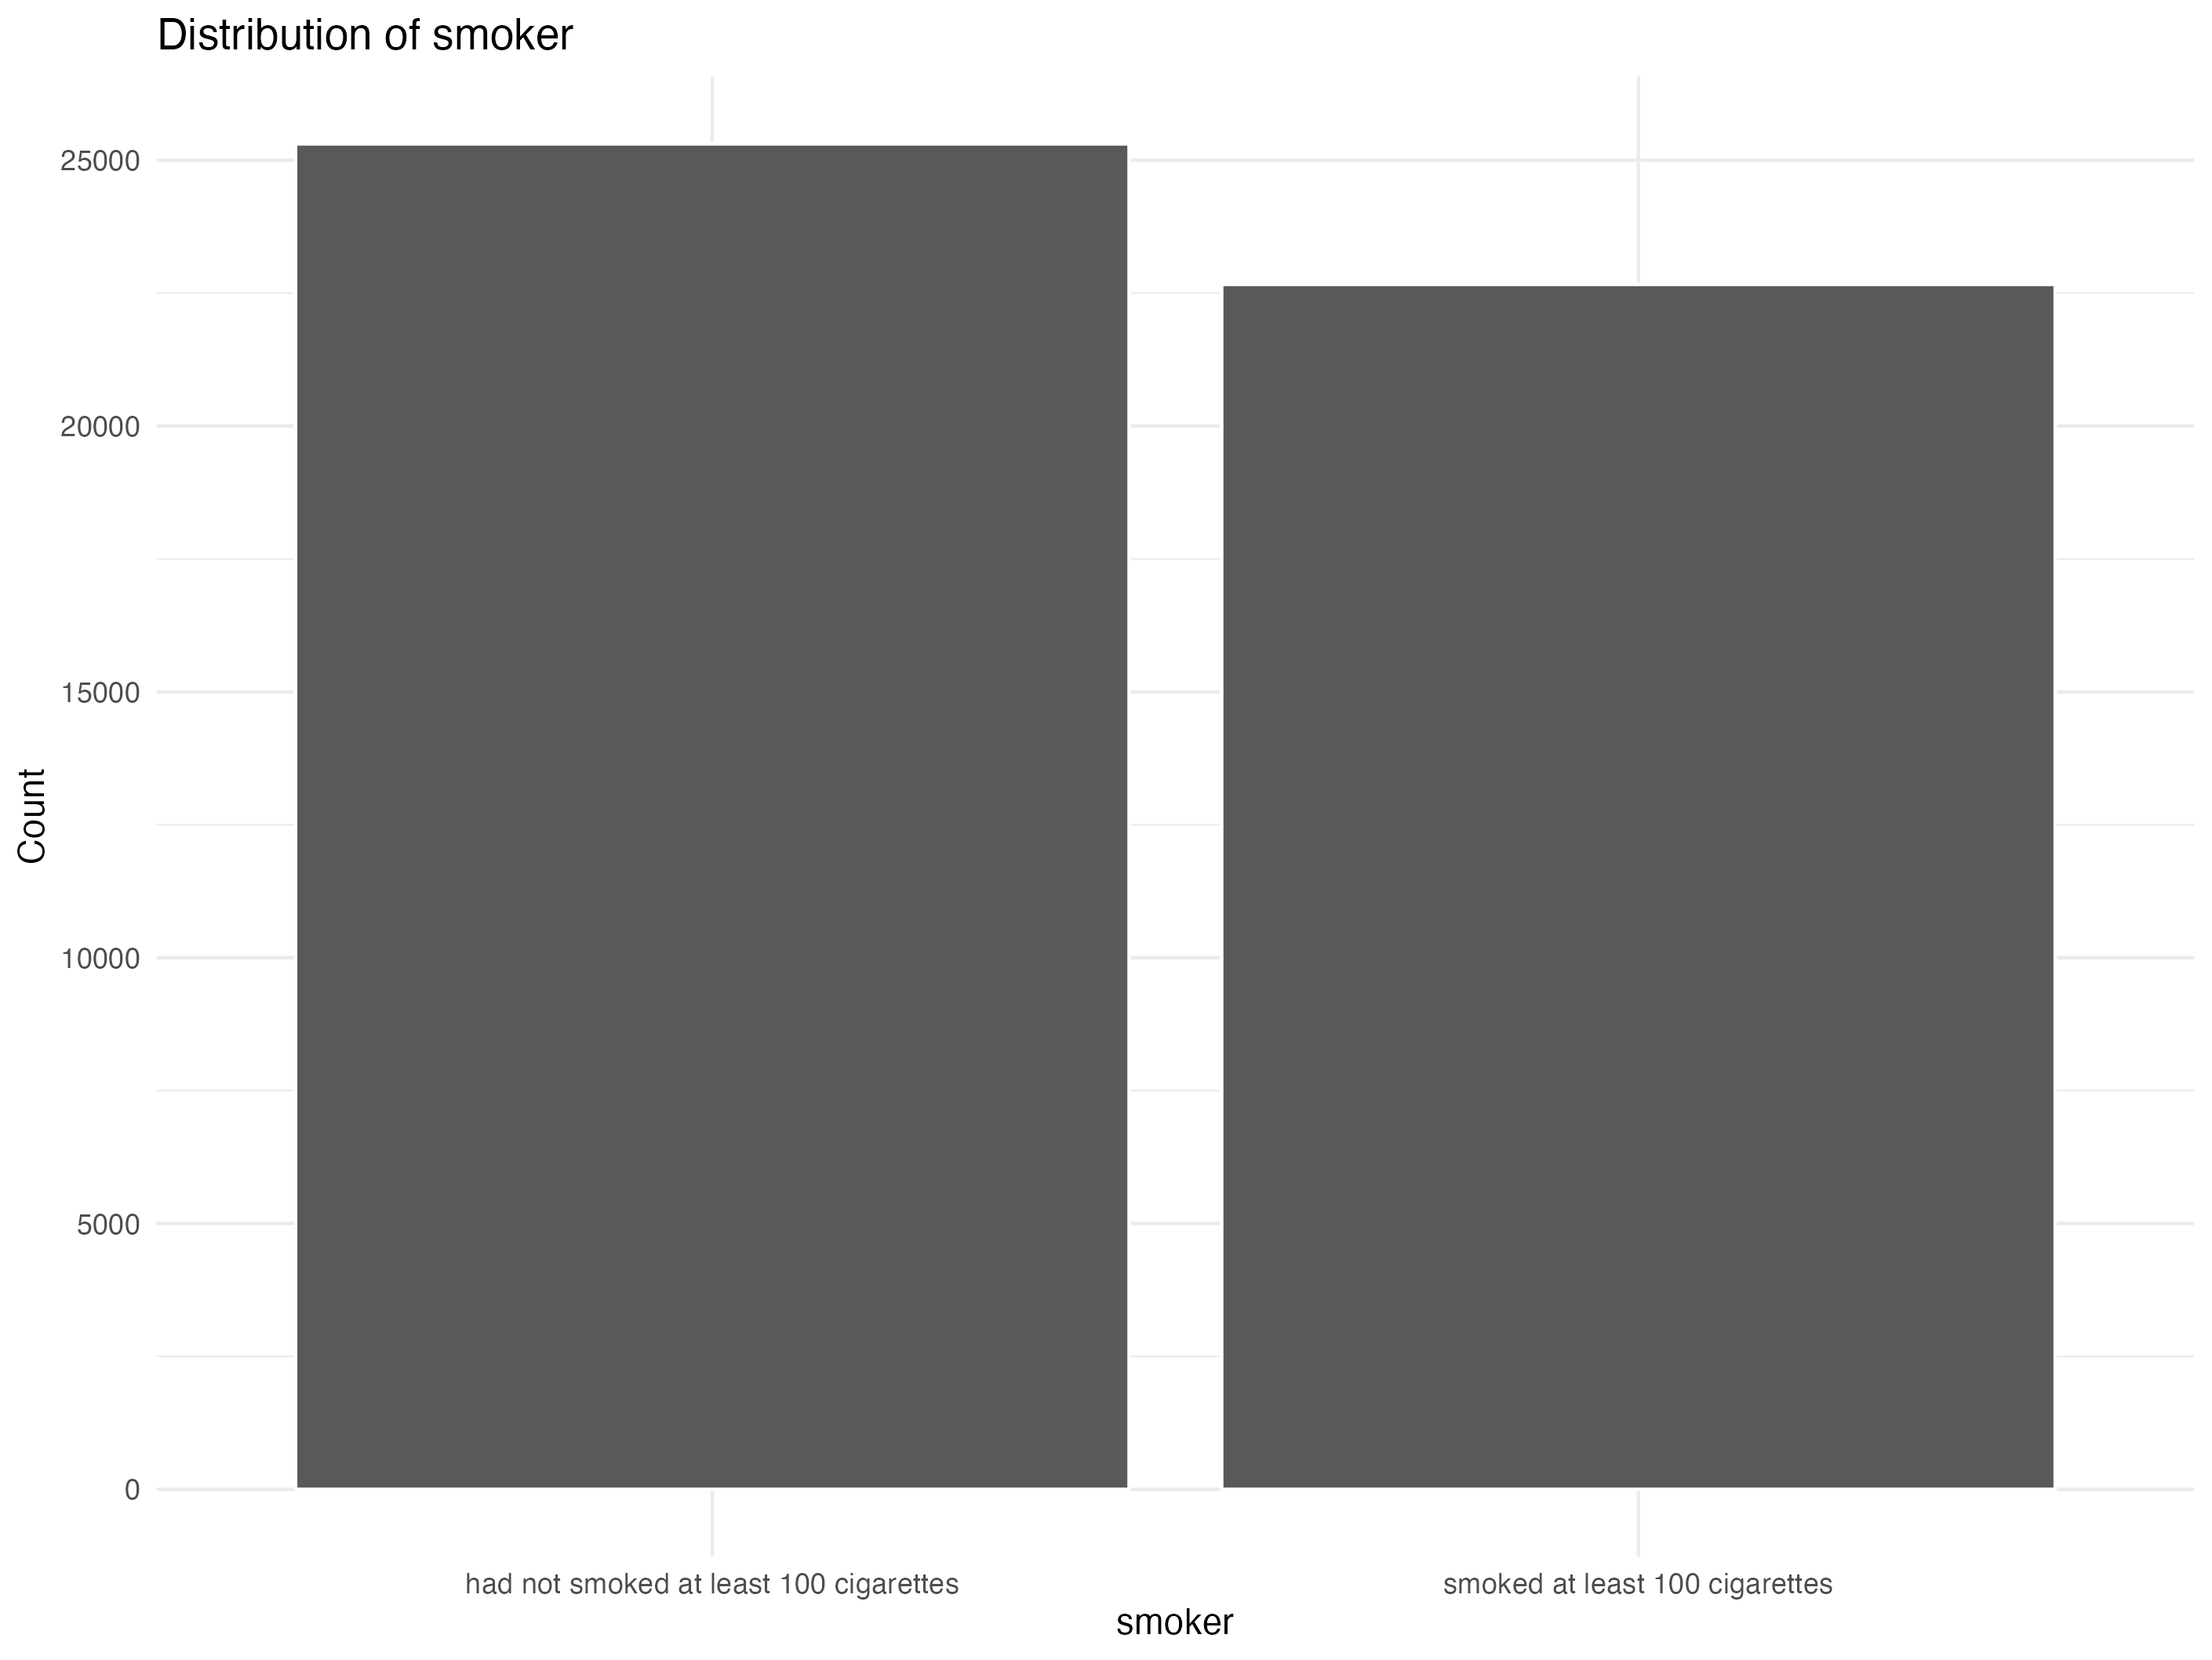 Distribution of smoker
25000
20000
15000
10000
5000
0
Count
had not smoked at least 100 cigarettes
smoked at least 100 cigarettes
smoker